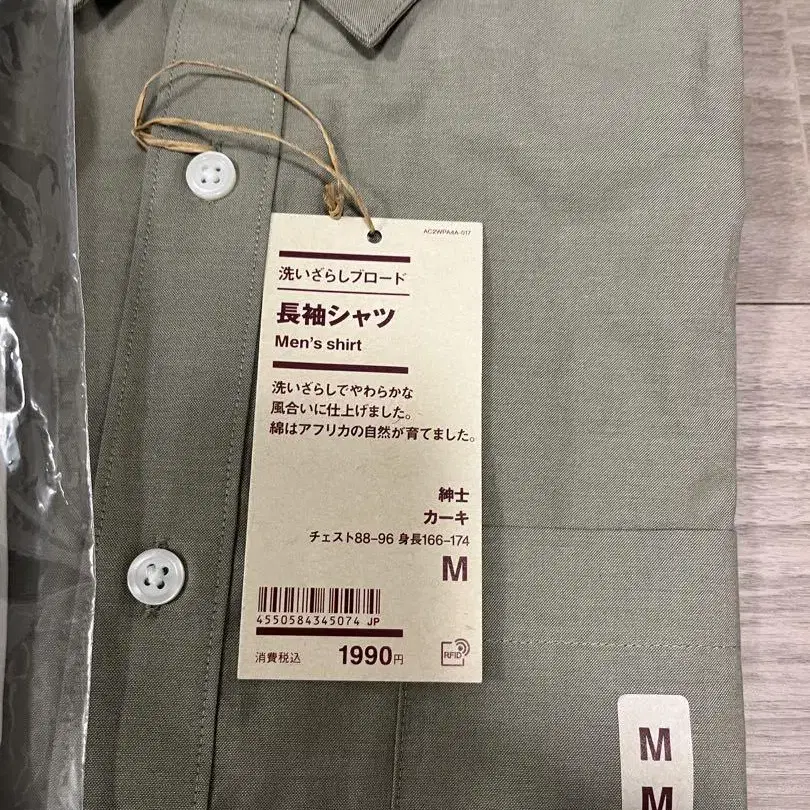 AC2WPA4A-017
洗いざらしブロード
長袖シャツ
Men's shirt
洗いざらしでやわらかな
風合いに仕上げました。
綿はアフリカの自然が育てました。
紳士
カーキ
チェスト88-96 身長166-174
M
4550584345074 JP
消費税込 1990円
RFID
M
M